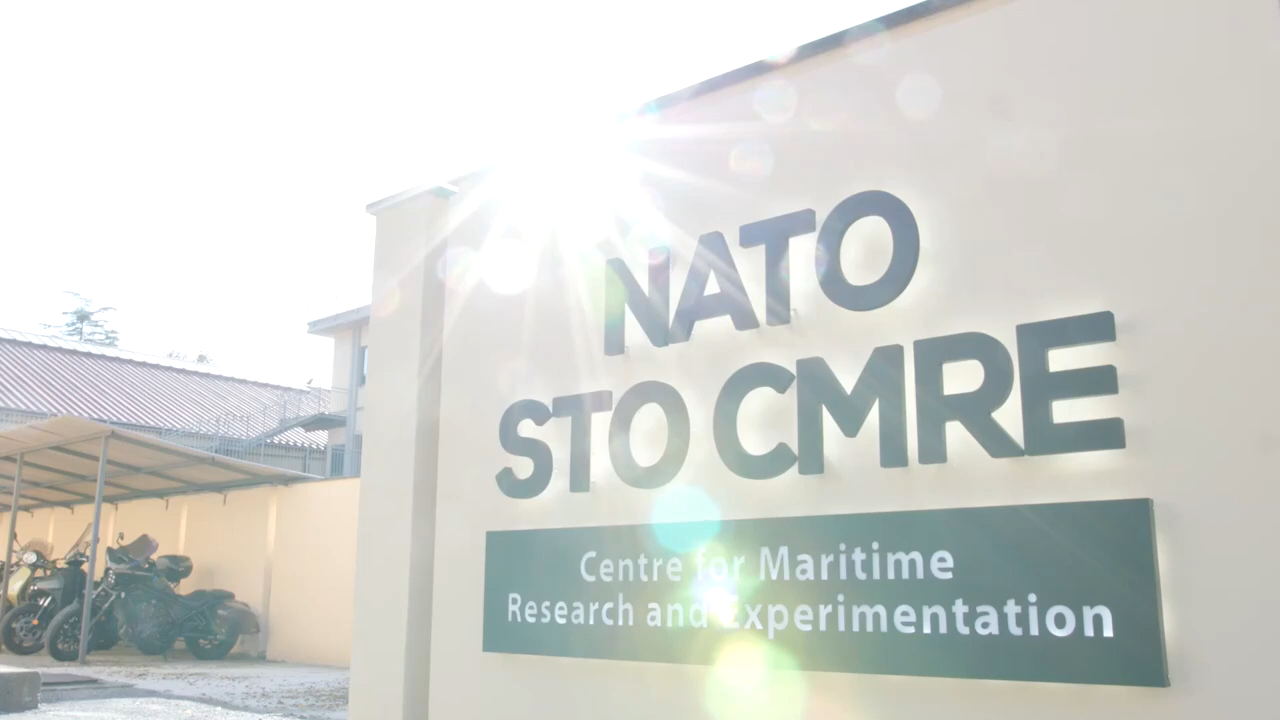 NATO
STO CMRE
Centre for Maritime
Research and Experimentation